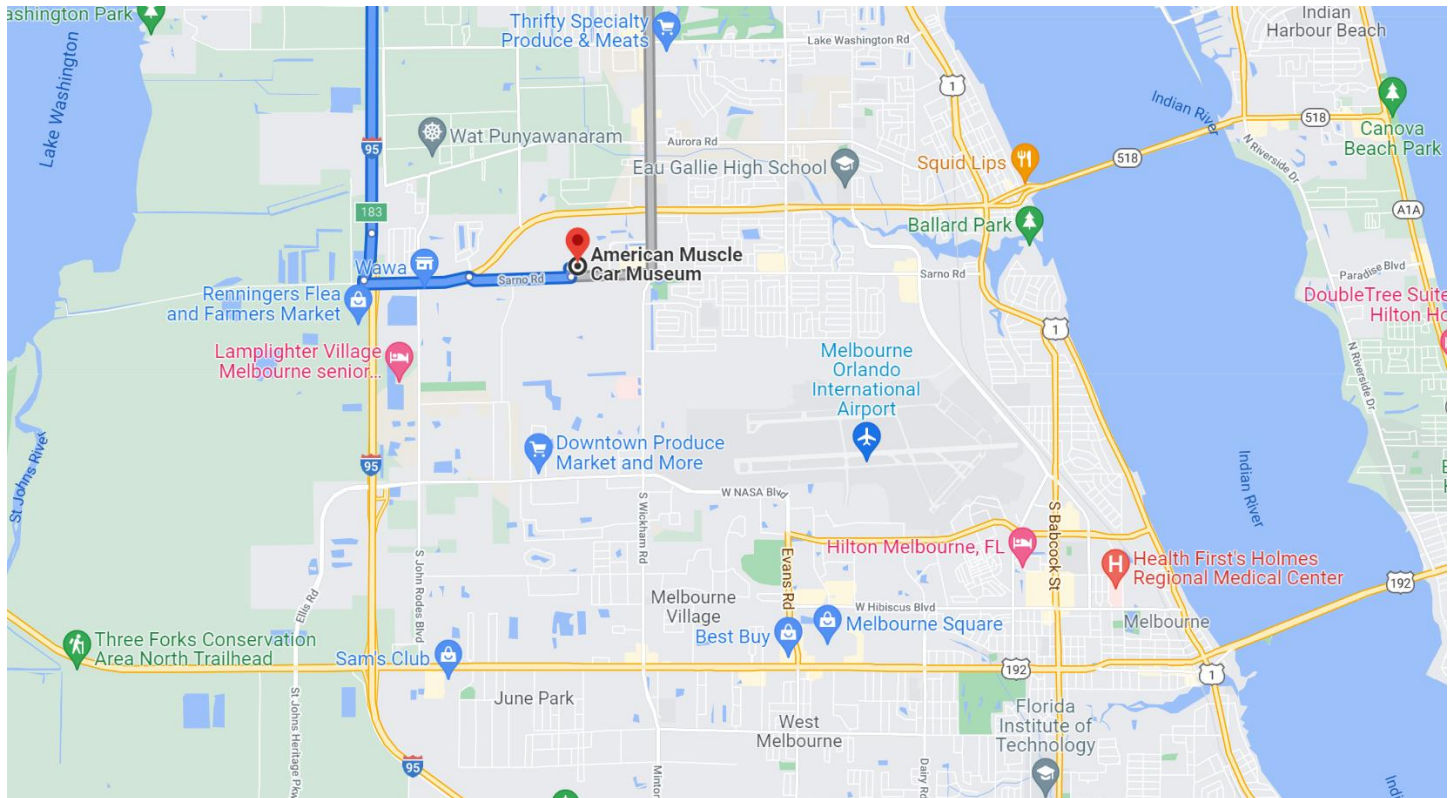 ashington Park
Thrifty Specialty
Produce & Meats
Lake Washington Rd
Indian
Harbour Beach
1
Lake Washington
95
Wat Punyawanaram
Aurora Rd
Eau Gallie High School
Squid Lips
Indian River
518
518
N Riverside Dr
Canova
Beach Park
183
Ballard Park
A1A
Wawa
American Muscle
Car Museum
Sarno Rd
Sarno Rd
Paradise Blvd
Renningers Flea
and Farmers Market
DoubleTree Suite
Hilton Ho
1
Lamplighter Village
Melbourne senior...
Melbourne
Orlando
International
Airport
N Riverside Dr
St Johns River
95
Downtown Produce
Market and More
W NASA Blvd
S Wickham Rd
S Babcock St
Indian River
Hilton Melbourne, FL
Health First's Holmes
Regional Medical Center
192
Evans Rd
S John Rodes Blvd
Ellis Rd
Melbourne
Village
W Hibiscus Blvd
Melbourne
Best Buy
Melbourne Square
Three Forks Conservation
Area North Trailhead
Sam's Club
192
1
St Johns Heritage Pkw
June Park
West
Melbourne
Florida
Institute of
Technology
95
Minton
Dairy Rd